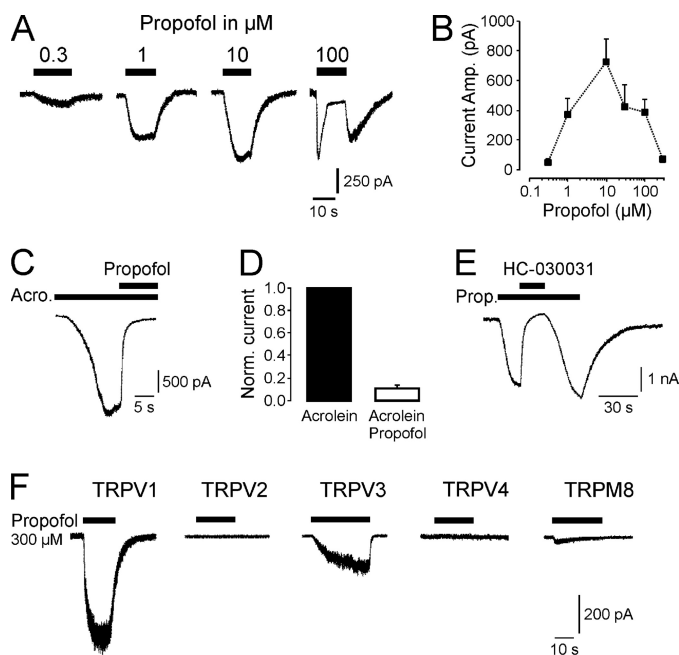 A
Propofol in µM
0.3 1 10 100
250 pA
10 s
B
Current Amp. (pA)
1000
800
600
400
200
0
0.1 1 10 100
Propofol (µM)
C
Propofol
Acro.
500 pA
5 s
D
Norm. current
1.0
0.8
0.6
0.4
0.2
0.0
Acrolein Acrolein
Propofol
E
HC-030031
Prop.
1 nA
30 s
F
TRPV1 TRPV2 TRPV3 TRPV4 TRPM8
Propofol
300 µM
200 pA
10 s